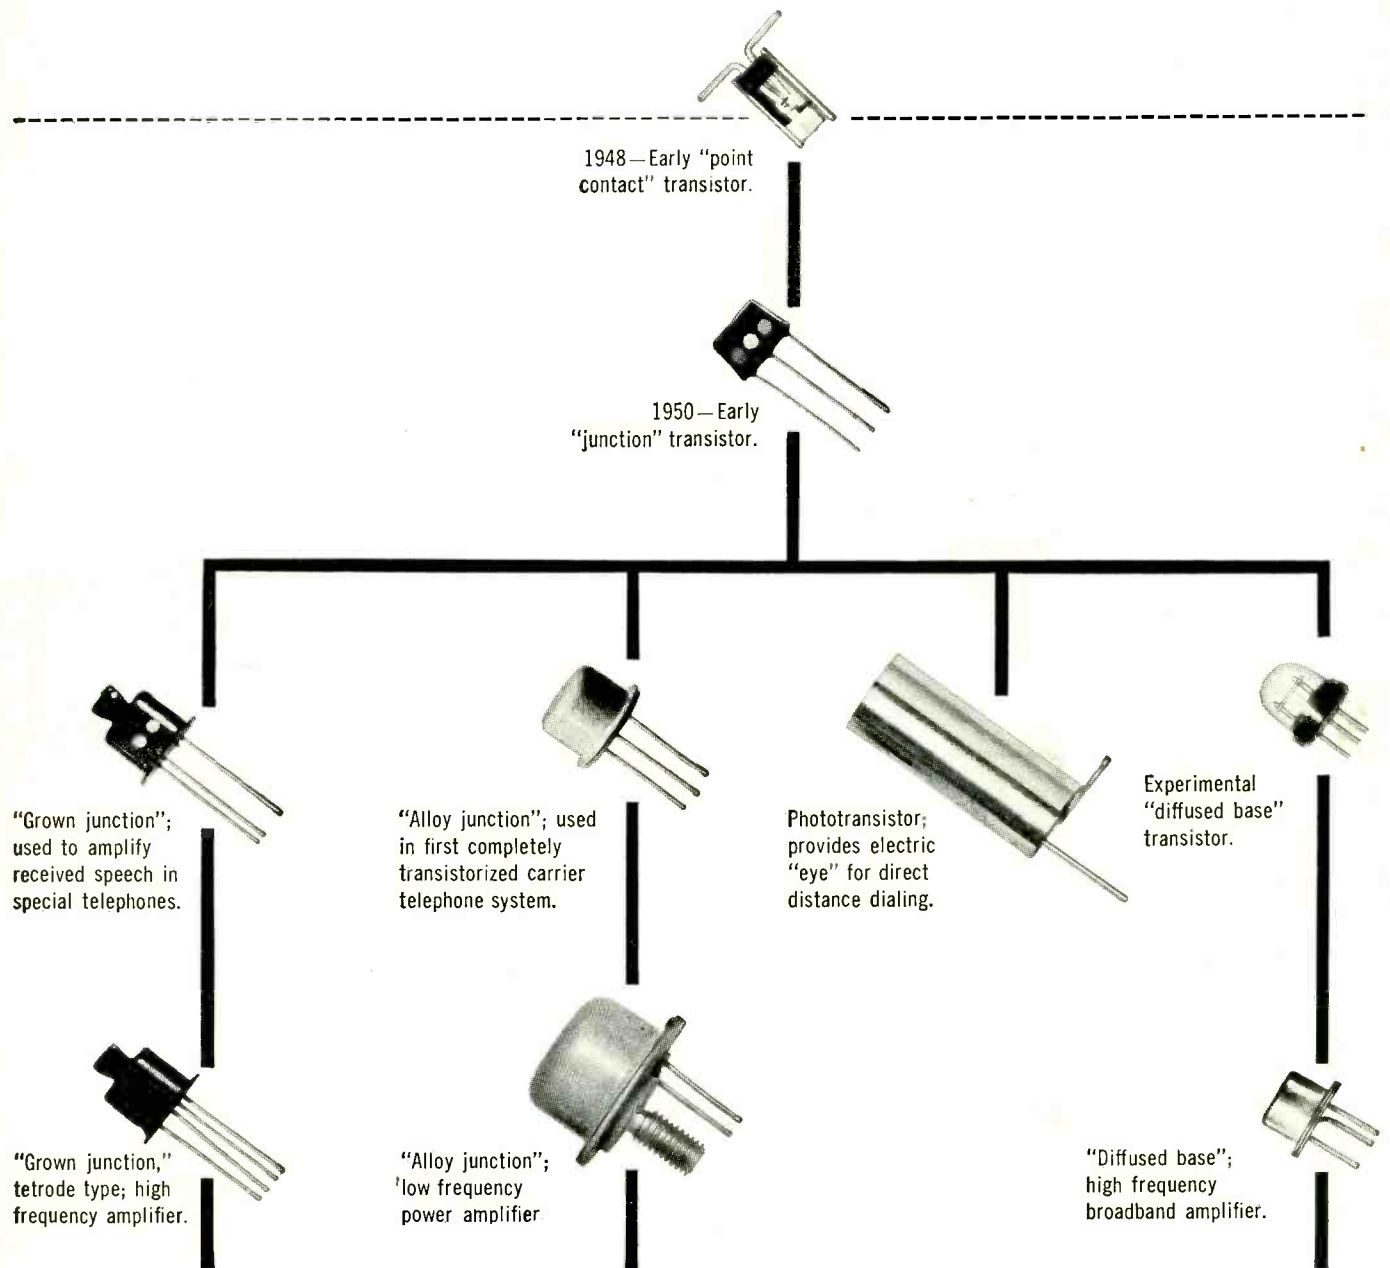 1948—Early “point
contact” transistor.
1950—Early
“junction” transistor.
“Grown junction”;
used to amplify
received speech in
special telephones.
“Alloy junction”; used
in first completely
transistorized carrier
telephone system.
Phototransistor;
provides electric
“eye” for direct
distance dialing.
Experimental
“diffused base”
transistor.
“Grown junction,”
tetrode type; high
frequency amplifier.
“Alloy junction”;
low frequency
power amplifier
“Diffused base”;
high frequency
broadband amplifier.